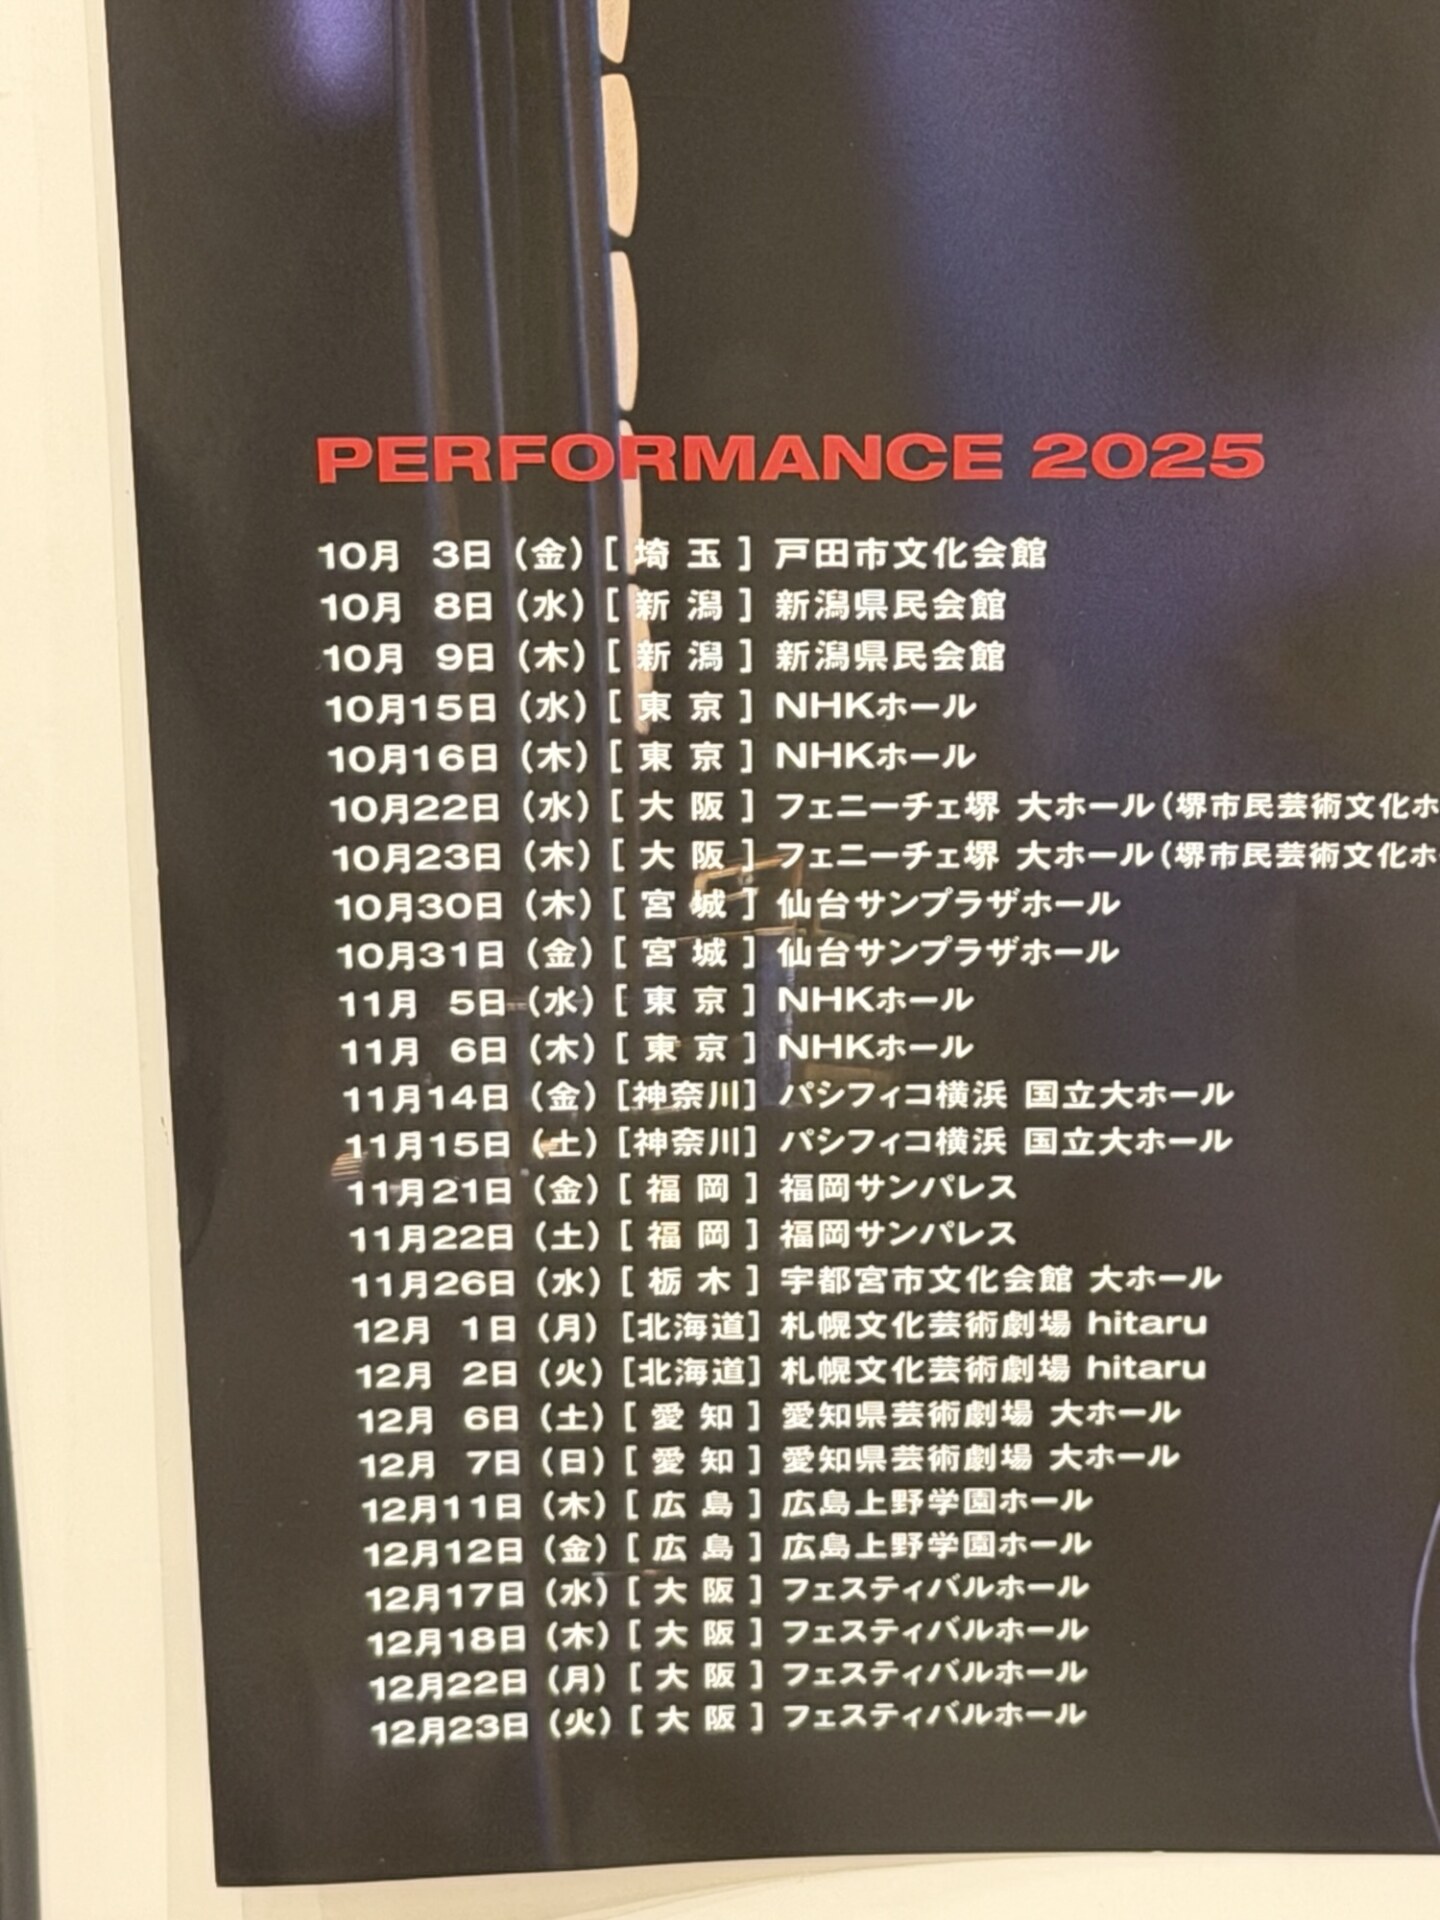 PERFORMANCE 2025
10月 3日（金）［埼 玉］戸田市文化会館
10月 8日（水）［新 潟］新潟県民会館
10月 9日（木）［新 潟］新潟県民会館
10月15日（水）［東 京］NHKホール
10月16日（木）［東 京］NHKホール
10月22日（水）［大 阪］フェニーチェ堺 大ホール（堺市民芸術文化ホ
10月23日（木）［大 阪］フェニーチェ堺 大ホール（堺市民芸術文化ホ
10月30日（木）［宮 城］仙台サンプラザホール
10月31日（金）［宮 城］仙台サンプラザホール
11月 5日（水）［東 京］NHKホール
11月 6日（木）［東 京］NHKホール
11月14日（金）［神奈川］パシフィコ横浜 国立大ホール
11月15日（土）［神奈川］パシフィコ横浜 国立大ホール
11月21日（金）［福 岡］福岡サンパレス
11月22日（土）［福 岡］福岡サンパレス
11月26日（水）［栃 木］宇都宮市文化会館 大ホール
12月 1日（月）［北海道］札幌文化芸術劇場 hitaru
12月 2日（火）［北海道］札幌文化芸術劇場 hitaru
12月 6日（土）［愛 知］愛知県芸術劇場 大ホール
12月 7日（日）［愛 知］愛知県芸術劇場 大ホール
12月11日（木）［広 島］広島上野学園ホール
12月12日（金）［広 島］広島上野学園ホール
12月17日（水）［大 阪］フェスティバルホール
12月18日（木）［大 阪］フェスティバルホール
12月22日（月）［大 阪］フェスティバルホール
12月23日（火）［大 阪］フェスティバルホール